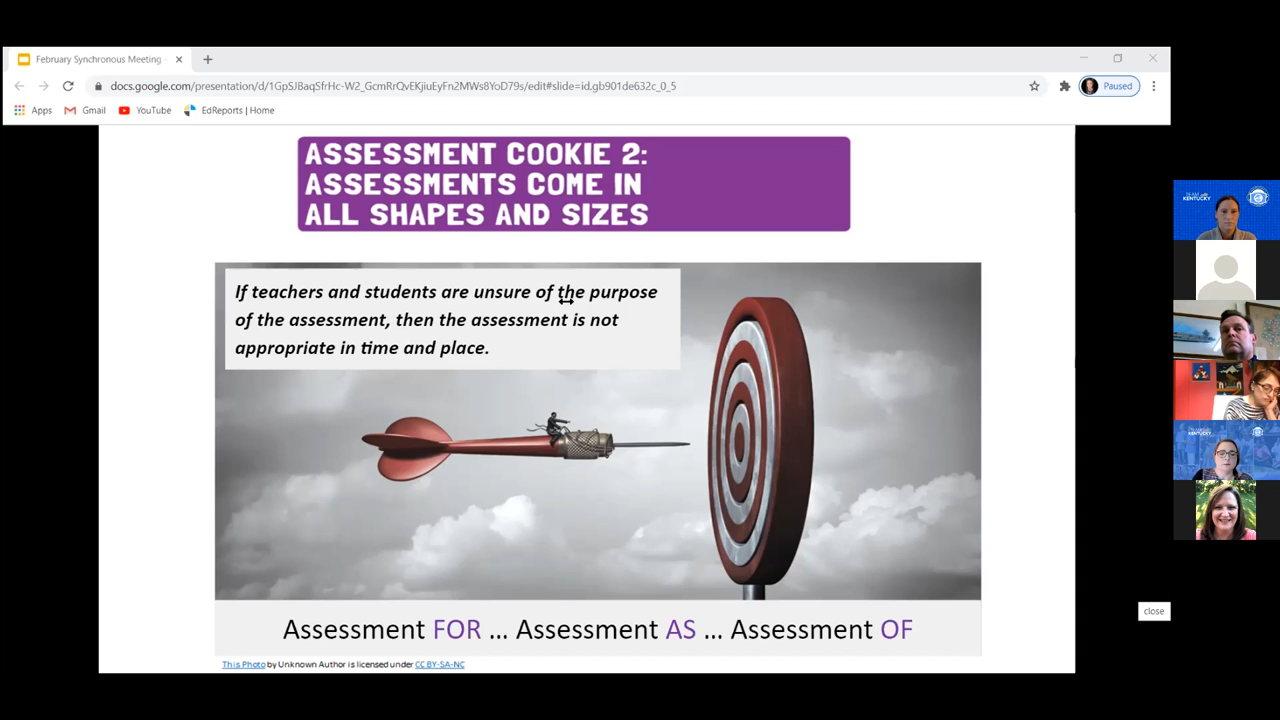 February Synchronous Meeting
docs.google.com/presentation/d/1GpSJBaqSfrHc-W2_GcmRrQvEKjiuEyFn2MWs8YoD79s/edit#slide=id.gb901de632c_0_5
Paused
Apps
Gmail
YouTube
EdReports | Home
ASSESSMENT COOKIE 2:
ASSESSMENTS COME IN
ALL SHAPES AND SIZES
If teachers and students are unsure of the purpose
of the assessment, then the assessment is not
appropriate in time and place.
Assessment FOR ... Assessment AS ... Assessment OF
This Photo by Unknown Author is licensed under CC BY-SA-NC
TEAM
KENTUCKY
KENTUCKY
close